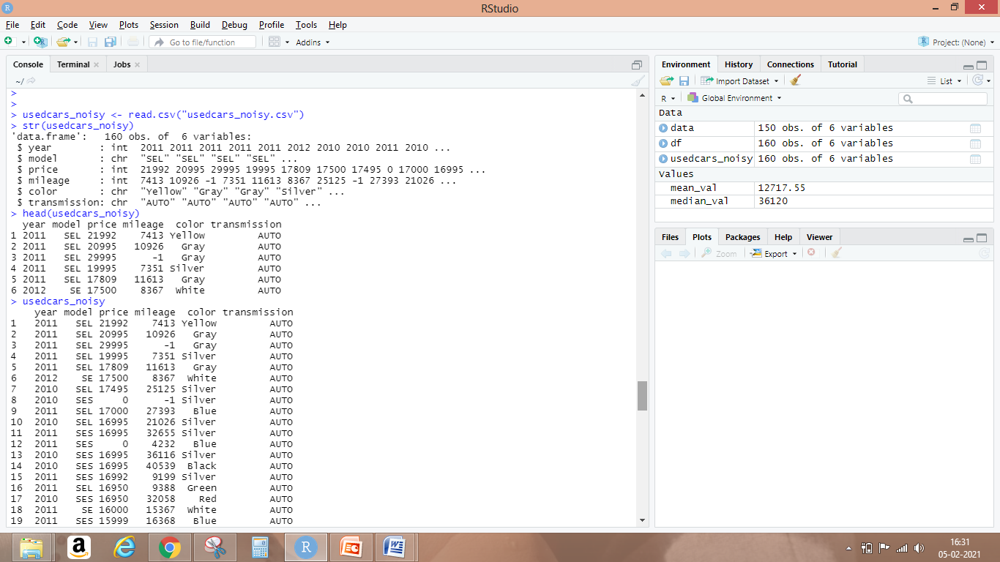 RStudio
File Edit Code View Plots Session Build Debug Profile Tools Help
Go to file/function Addins Project: (None)
Console Terminal Jobs
~/
>
>
> usedcars_noisy <- read.csv("usedcars_noisy.csv")
> str(usedcars_noisy)
'data.frame': 160 obs. of 6 variables:
$ year : int 2011 2011 2011 2011 2011 2012 2010 2010 2011 2010 ...
$ model : chr "SEL" "SEL" "SEL" "SEL" ...
$ price : int 21992 20995 29995 19995 17809 17500 17495 0 17000 16995 ...
$ mileage : int 7413 10926 -1 7351 11613 8367 25125 -1 27393 21026 ...
$ color : chr "Yellow" "Gray" "Gray" "Silver" ...
$ transmission: chr "AUTO" "AUTO" "AUTO" "AUTO" ...
> head(usedcars_noisy)
year model price mileage color transmission
1 2011 SEL 21992 7413 Yellow AUTO
2 2011 SEL 20995 10926 Gray AUTO
3 2011 SEL 29995 -1 Gray AUTO
4 2011 SEL 19995 7351 Silver AUTO
5 2011 SEL 17809 11613 Gray AUTO
6 2012 SE 17500 8367 White AUTO
> usedcars_noisy
year model price mileage color transmission
1 2011 SEL 21992 7413 Yellow AUTO
2 2011 SEL 20995 10926 Gray AUTO
3 2011 SEL 29995 -1 Gray AUTO
4 2011 SEL 19995 7351 Silver AUTO
5 2011 SEL 17809 11613 Gray AUTO
6 2012 SE 17500 8367 White AUTO
7 2010 SEL 17495 25125 Silver AUTO
8 2010 SES 0 -1 Silver AUTO
9 2011 SEL 17000 27393 Blue AUTO
10 2010 SEL 16995 21026 Silver AUTO
11 2010 SES 16995 32655 Silver AUTO
12 2011 SES 0 4232 Blue AUTO
13 2010 SES 16995 36116 Silver AUTO
14 2010 SES 16995 40539 Black AUTO
15 2011 SES 16992 9199 Silver AUTO
16 2011 SEL 16950 9388 Green AUTO
17 2010 SES 16950 32058 Red AUTO
18 2011 SE 16000 15367 White AUTO
19 2011 SES 15999 16368 Blue AUTO
Environment History Connections Tutorial
Import Dataset List
R Global Environment
Data
data 150 obs. of 6 variables
df 160 obs. of 6 variables
usedcars_noisy 160 obs. of 6 variables
Values
mean_val 12717.55
median_val 36120
Files Plots Packages Help Viewer
Zoom Export
16:31
05-02-2021